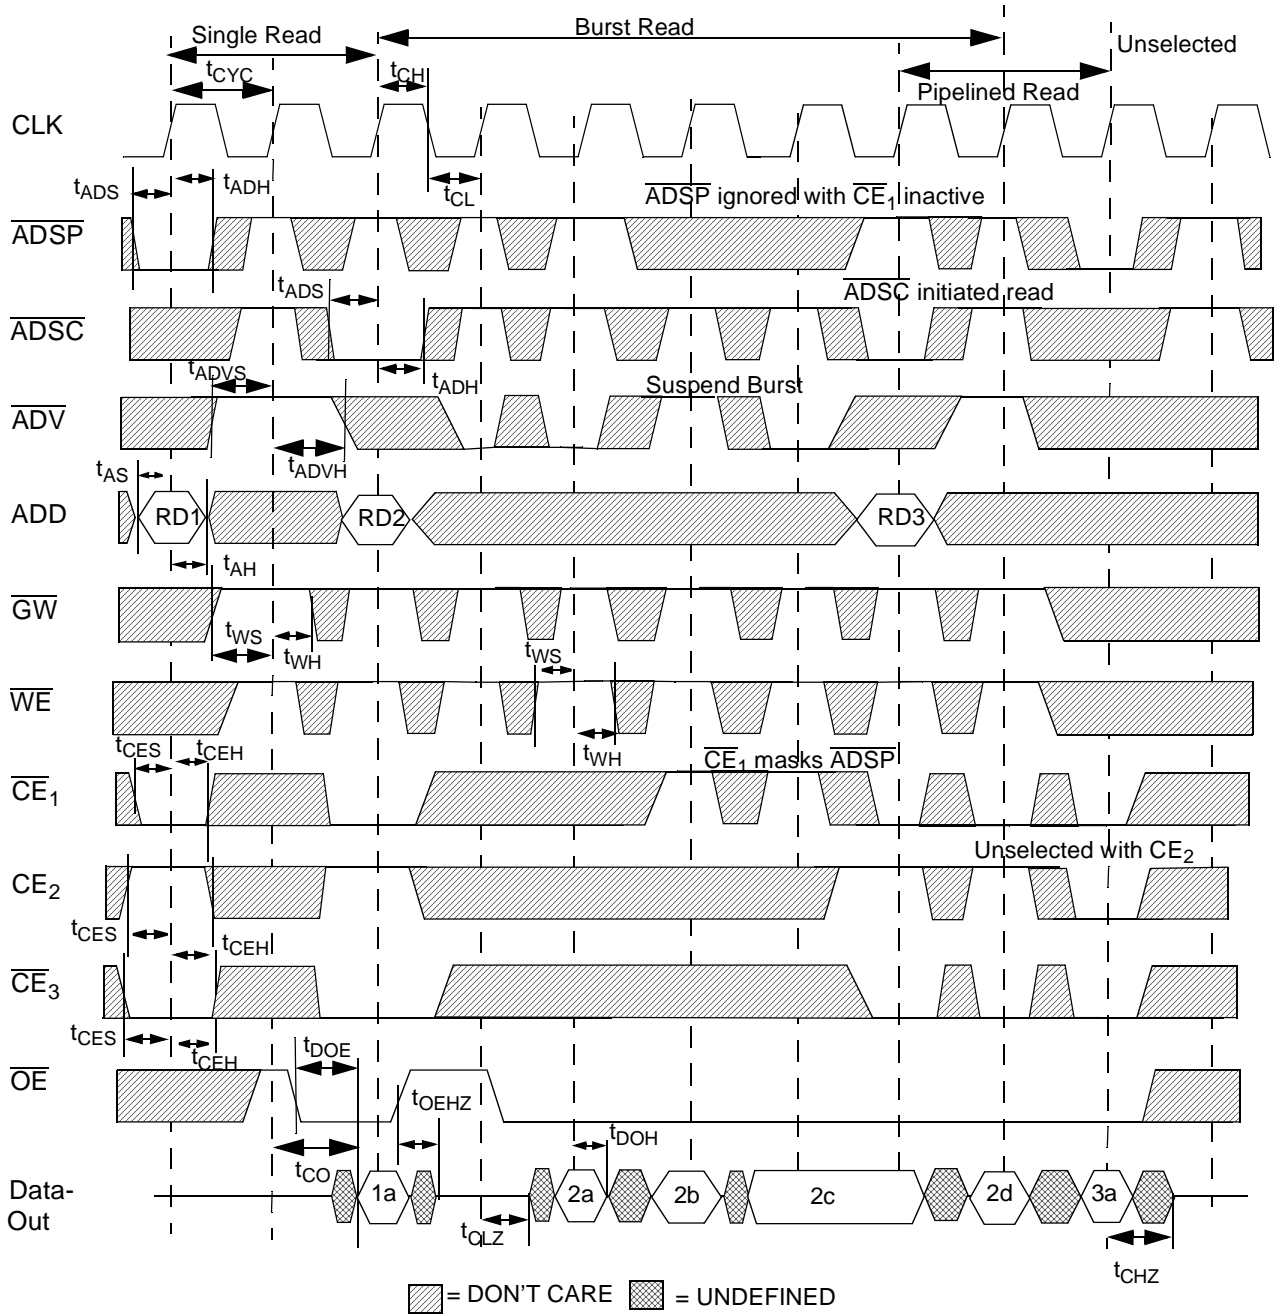 Single Read
Burst Read
Unselected
tCYC
tCH
Pipelined Read
CLK
tADS
tADH
tCL
ADSP ignored with CE1 inactive
ADSP
tADS
ADSC initiated read
ADSC
tADVS
tADH
Suspend Burst
ADV
tADVH
tAS
ADD
RD1
RD2
RD3
tAH
GW
tWS
tWH
tWS
WE
tWH
tCES
tCEH
CE1 masks ADSP
CE1
Unselected with CE2
CE2
tCES
tCEH
CE3
tCES
tCEH
tDOE
OE
tOEHZ
tDOH
tCO
Data-
Out
1a
2a
2b
2c
2d
3a
tCLZ
tCHZ
= DON'T CARE
= UNDEFINED